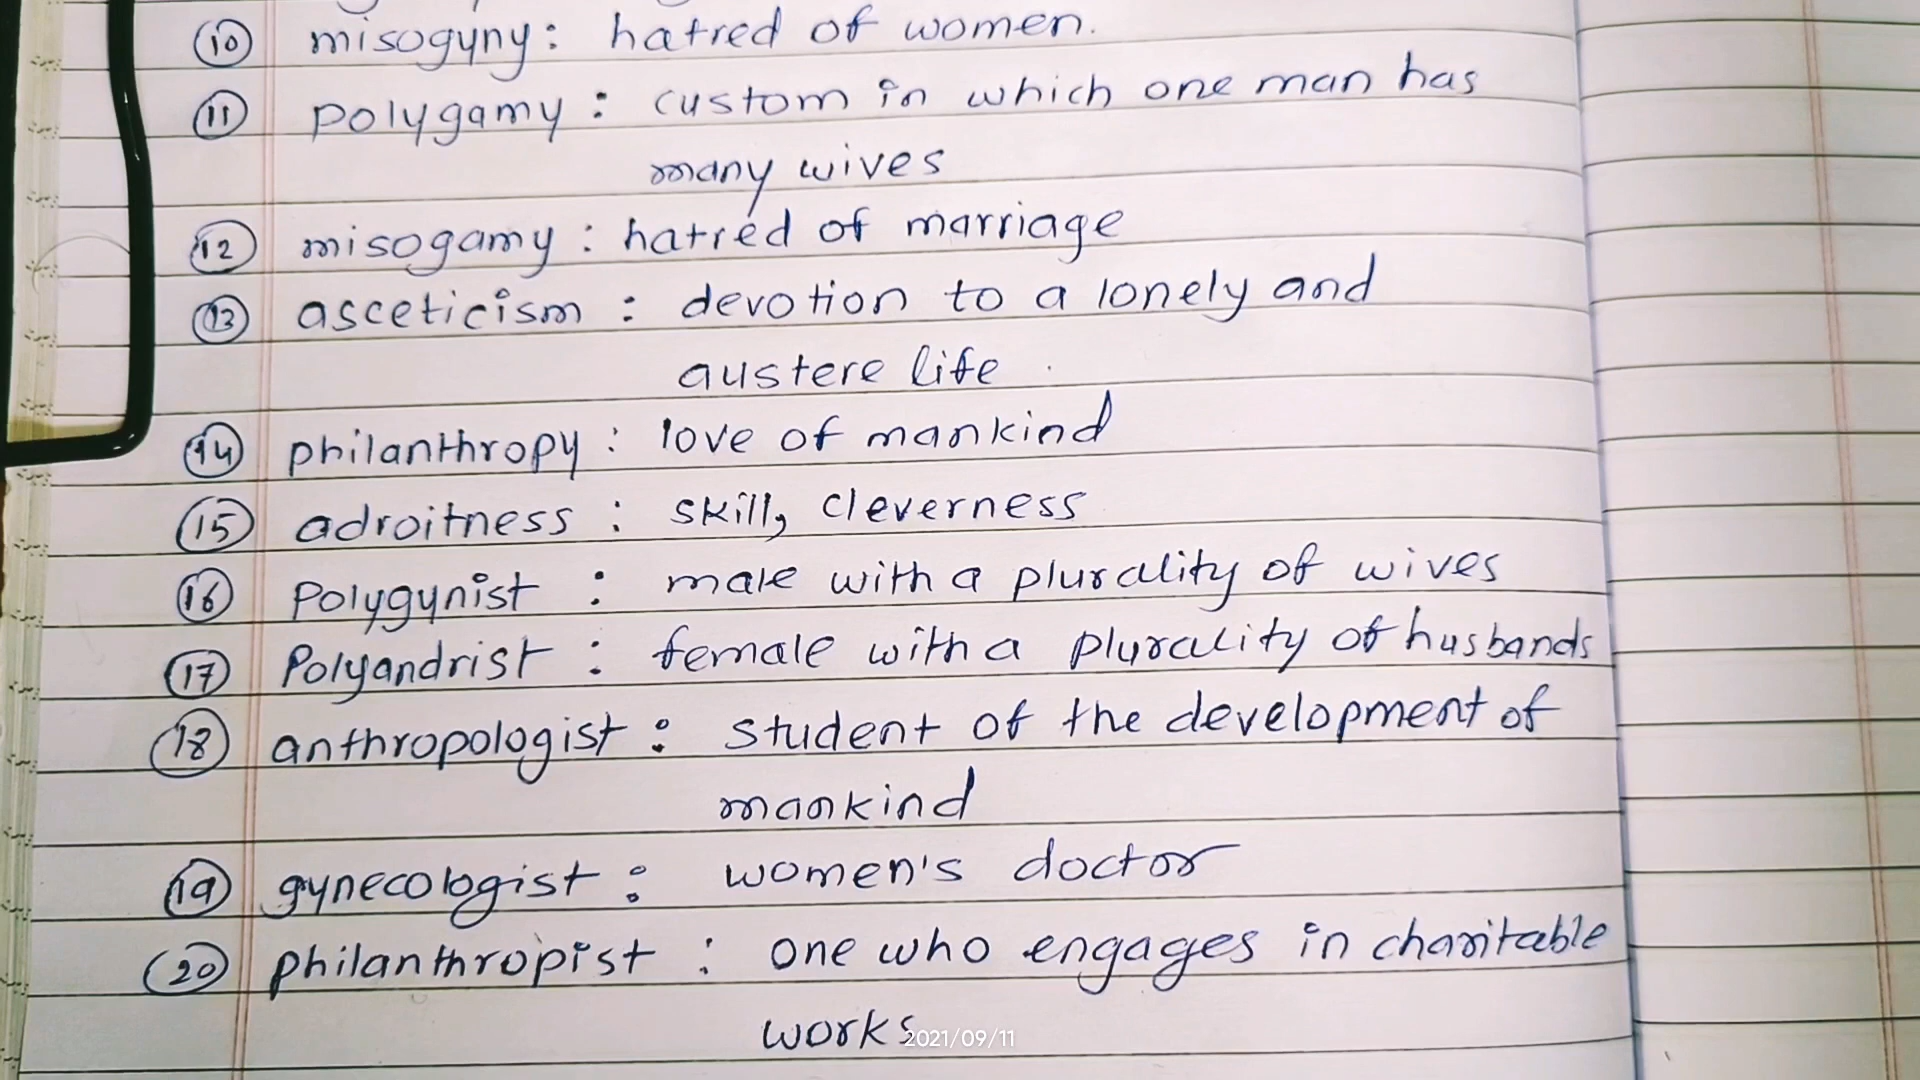 10 misogyny: hatred of women.
11 polygamy: custom in which one man has
many wives
12 misogamy: hatred of marriage
13 asceticism: devotion to a lonely and
austere life.
14 philanthropy: love of mankind
15 adroitness: skill, cleverness
16 Polygynist: male with a plurality of wives
17 Polyandrist: female with a plurality of husbands
18 anthropologist: student of the development of
mankind
19 gynecologist: women's doctor
20 philanthropist: one who engages in charitable
works
2021/09/11